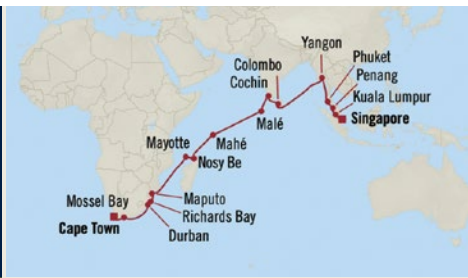 Yangon
Colombo
Cochin
Phuket
Penang
Kuala Lumpur
Singapore
Malé
Mayotte
Mahé
Nosy Be
Mossel Bay
Maputo
Richards Bay
Cape Town
Durban